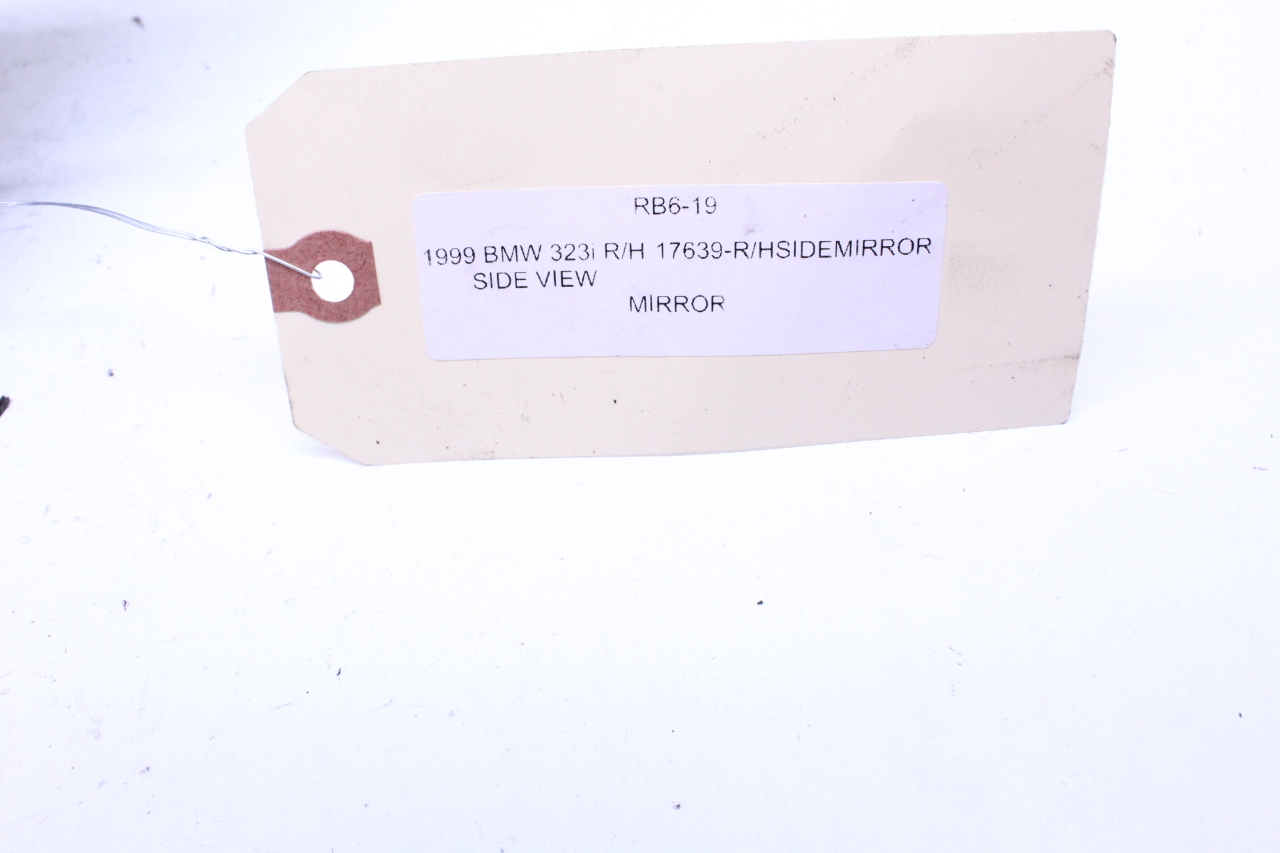 RB6-19
1999 BMW 323i R/H 17639-R/HSIDEMIRROR
SIDE VIEW
MIRROR